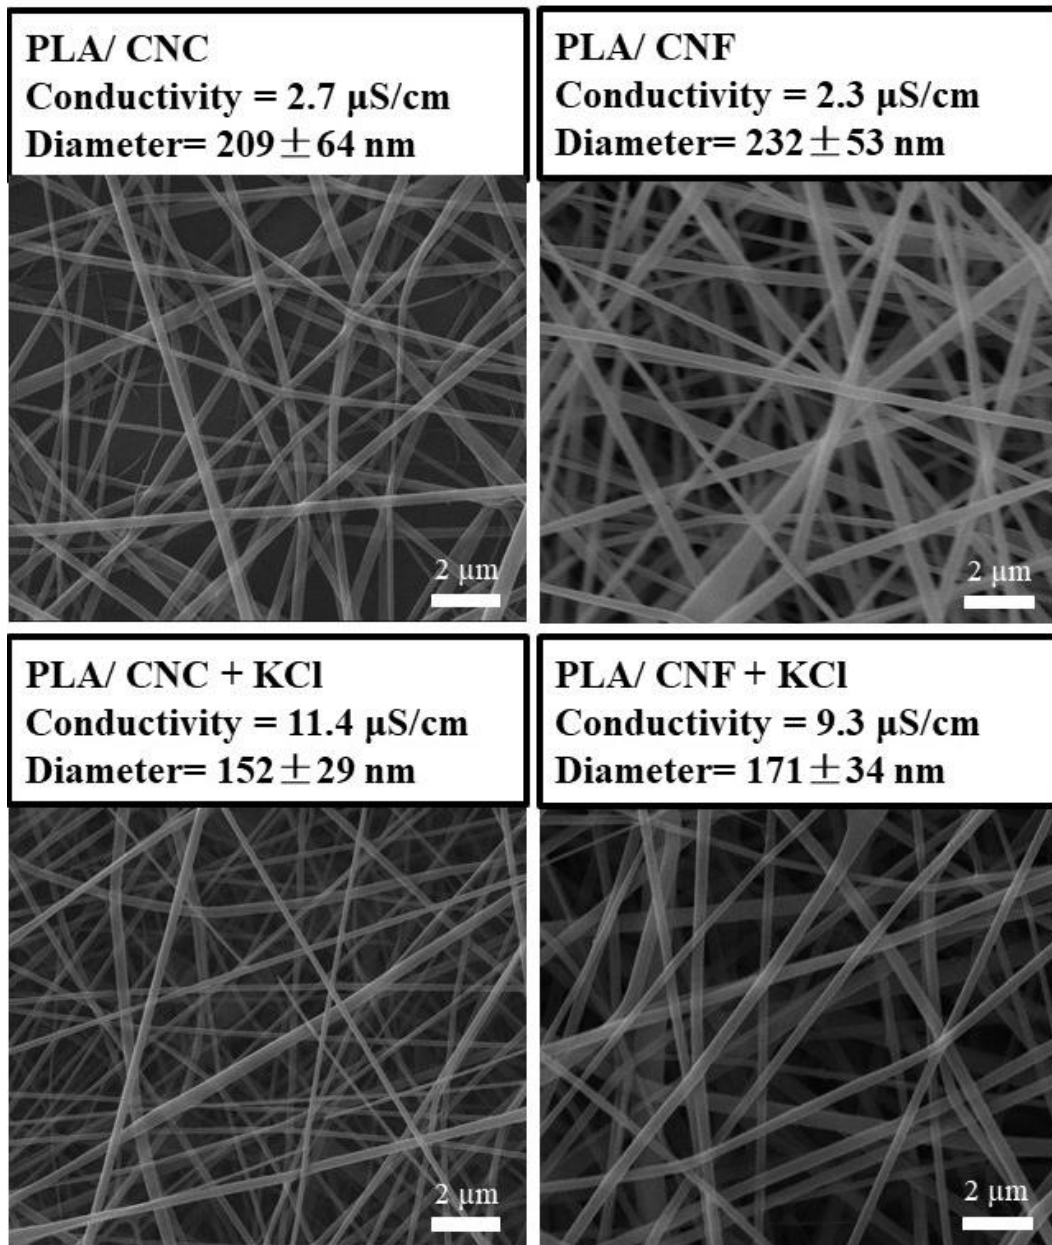 PLA/ CNC
Conductivity = 2.7 µS/cm
Diameter= 209±64 nm
PLA/ CNF
Conductivity = 2.3 µS/cm
Diameter= 232±53 nm
2 µm
2 µm
PLA/ CNC + KCl
Conductivity = 11.4 µS/cm
Diameter= 152±29 nm
PLA/ CNF + KCl
Conductivity = 9.3 µS/cm
Diameter= 171±34 nm
2 µm
2 µm